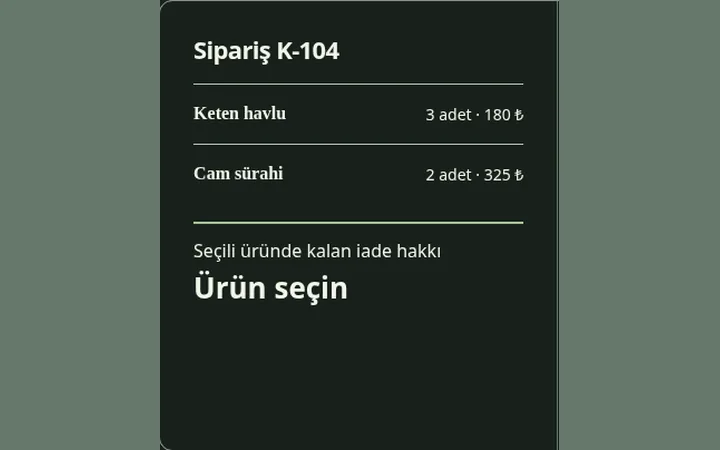 Sipariş K-104
Keten havlu 3 adet · 180 ₺
Cam sürahi 2 adet · 325 ₺
Seçili üründe kalan iade hakkı
Ürün seçin